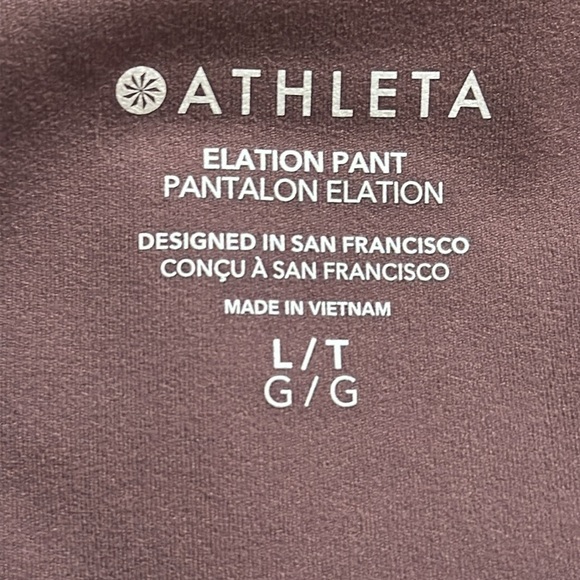 ATHLETA
ELATION PANT
PANTALON ELATION
DESIGNED IN SAN FRANCISCO
CONÇU À SAN FRANCISCO
MADE IN VIETNAM
L/T
G/G